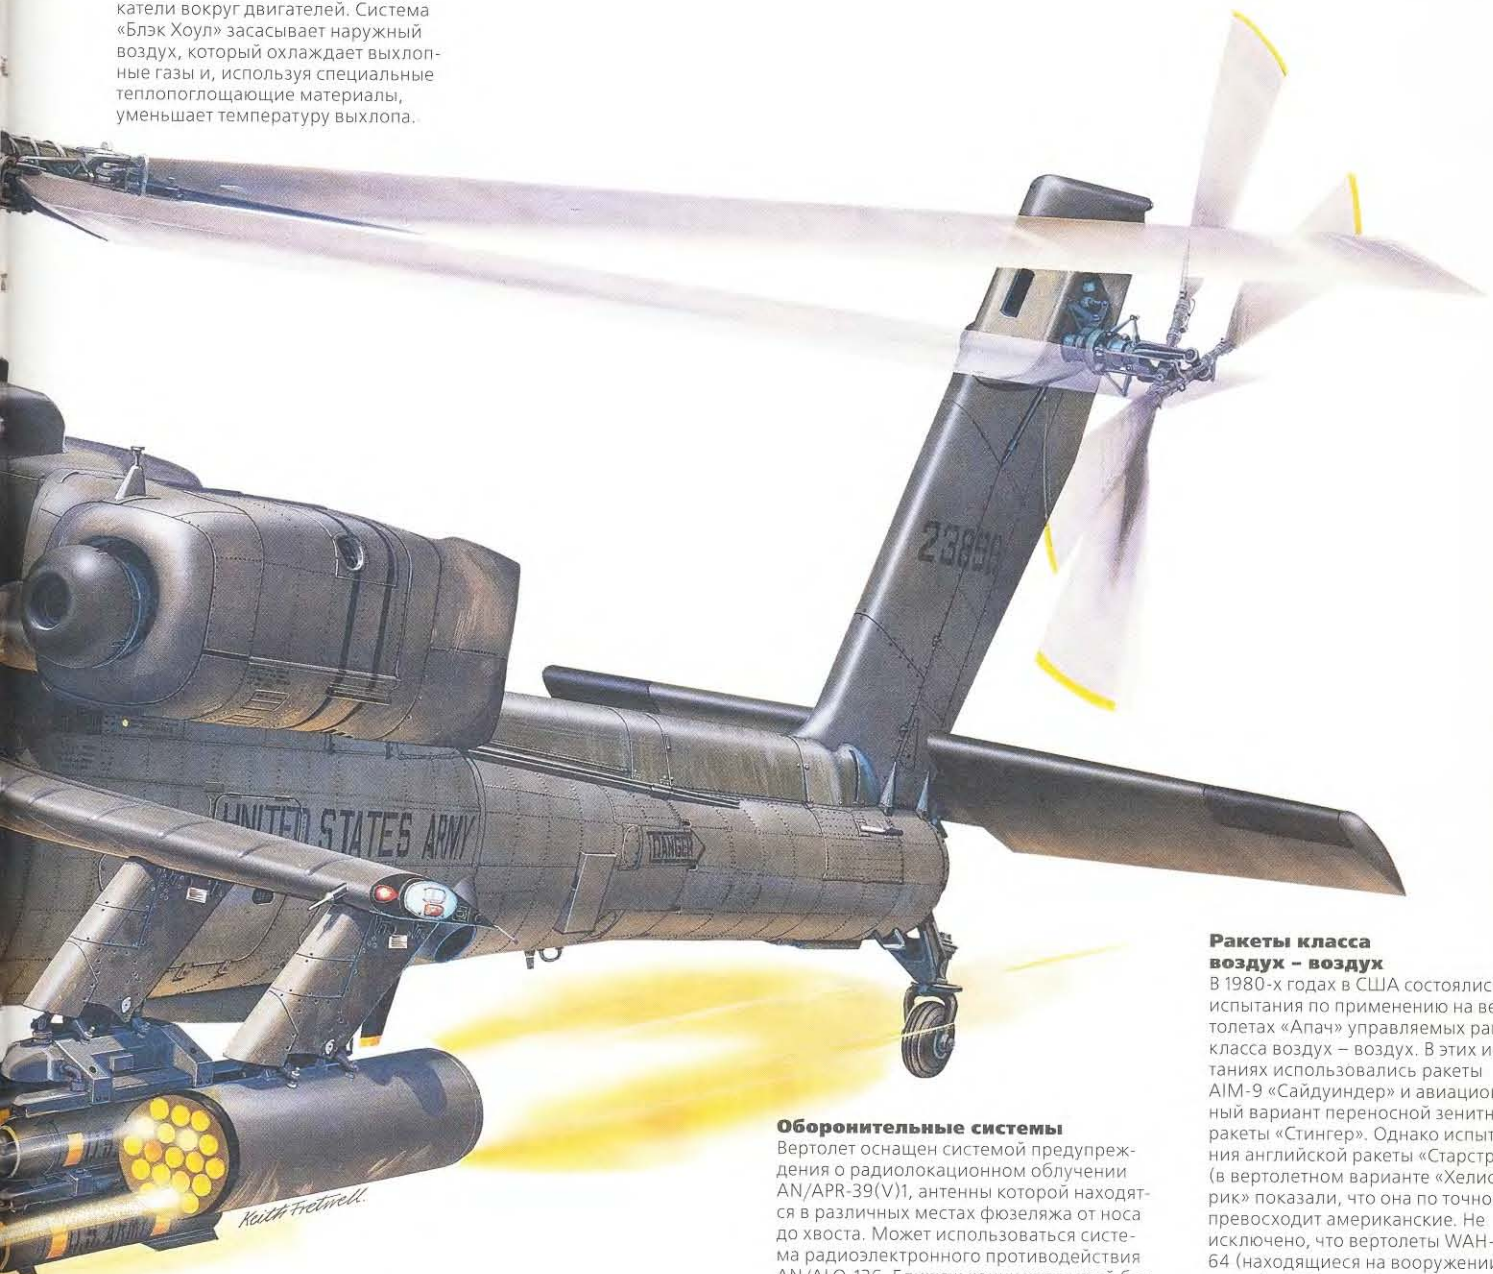 катели вокруг двигателей. Система
«Блэк Хоул» засасывает наружный
воздух, который охлаждает выхлоп-
ные газы и, используя специальные
теплопоглощающие материалы,
уменьшает температуру выхлопа.
UNITED STATES ARMY
DANGER
Keith Fretwell.
U.S. ARMY
Оборонительные системы
Вертолет оснащен системой предупреж-
дения о радиолокационном облучении
AN/APR-39(V)1, антенны которой находят-
ся в различных местах фюзеляжа от носа
до хвоста. Может использоваться систе-
ма радиоэлектронного противодействия
Ракеты класса
воздух – воздух
В 1980-х годах в США состоялис
испытания по применению на ве
толетах «Апач» управляемых ра
класса воздух – воздух. В этих и
таниях использовались ракеты
AIM-9 «Сайдуиндер» и авиацион
ный вариант переносной зенитн
ракеты «Стингер». Однако испыт
ния английской ракеты «Старстр
(в вертолетном варианте «Хелис
рик» показали, что она по точно
превосходит американские. Не
исключено, что вертолеты WAH-
64 (находящиеся на вооружении